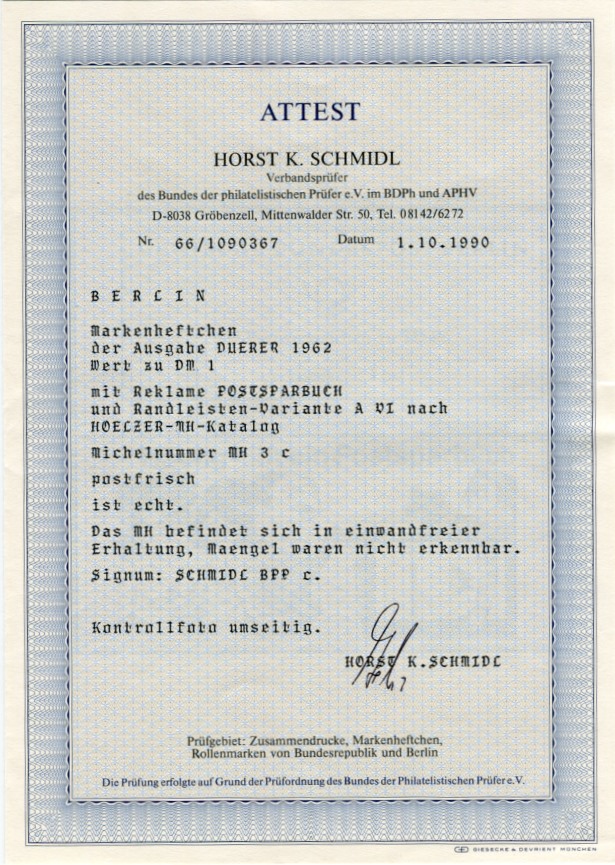 ATTEST
HORST K. SCHMIDL
Verbandsprüfer
des Bundes der philatelistischen Prüfer e.V. im BDPh und APHV
D-8038 Gröbenzell, Mittenwalder Str. 50, Tel. 08142/6272
Nr. 66/1090367 Datum 1.10.1990
B E R L I N
Markenheftchen
der Ausgabe DUERER 1962
Wert zu DM 1
mit Reklame POSTSPARBUCH
und Randleisten-Variante A VI nach
HOELZER-MH-Katalog
Michelnummer MH 3 c
postfrisch
ist echt.
Das MH befindet sich in einwandfreier
Erhaltung, Maengel waren nicht erkennbar.
Signum: SCHMIDL BPP c.
Kontrollfoto umseitig.
HORST K.SCHMIDL
Prüfgebiet: Zusammendrucke, Markenheftchen,
Rollenmarken von Bundesrepublik und Berlin
Die Prüfung erfolgte auf Grund der Prüfordnung des Bundes der Philatelistischen Prüfer e.V.
GIESECKE & DEVRIENT MÜNCHEN